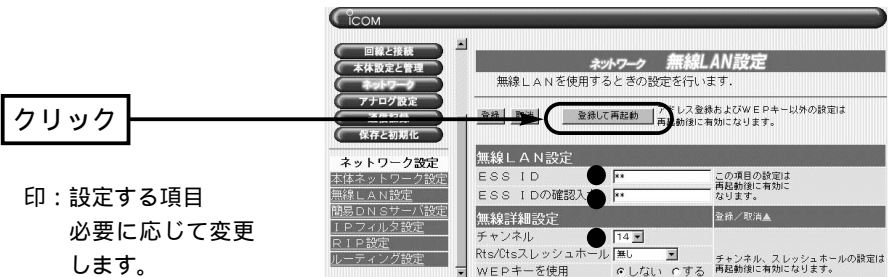 ICOM
回線と接続
本体設定と管理
ネットワーク
アナログ設定
保存と初期化
ネットワーク設定
本体ネットワーク設定
無線LAN設定
簡易DNSサーバ設定
IPフィルタ設定
RIP設定
ルーティング設定
クリック
印：設定する項目
必要に応じて変更
します。
ネットワーク 無線LAN設定
無線ＬＡＮを使用するときの設定を行います．
登録 取消 登録して再起動
アドレス登録およびＷＥＰキー以外の設定は
再起動後に有効になります。
無線ＬＡＮ設定
ＥＳＳ ＩＤ **
この項目の設定は
再起動後に有効に
なります。
ＥＳＳ ＩＤの確認入力 **
無線詳細設定 登録／取消▲
チャンネル 14
Rts/Ctsスレッショホールド 無し
チャンネル、スレッショホールの設定は
再起動後に有効になります。
ＷＥＰキーを使用 しない する